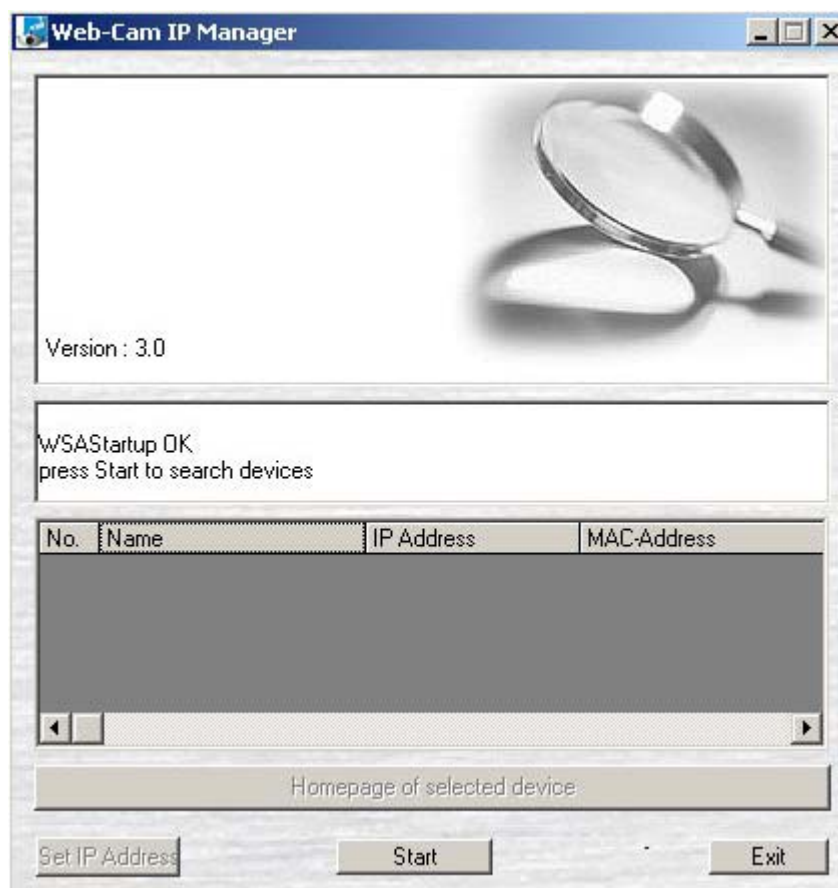 Web-Cam IP Manager
Version : 3.0
WSAStartup OK
press Start to search devices
No. Name IP Address MAC-Address
Homepage of selected device
Set IP Address Start Exit